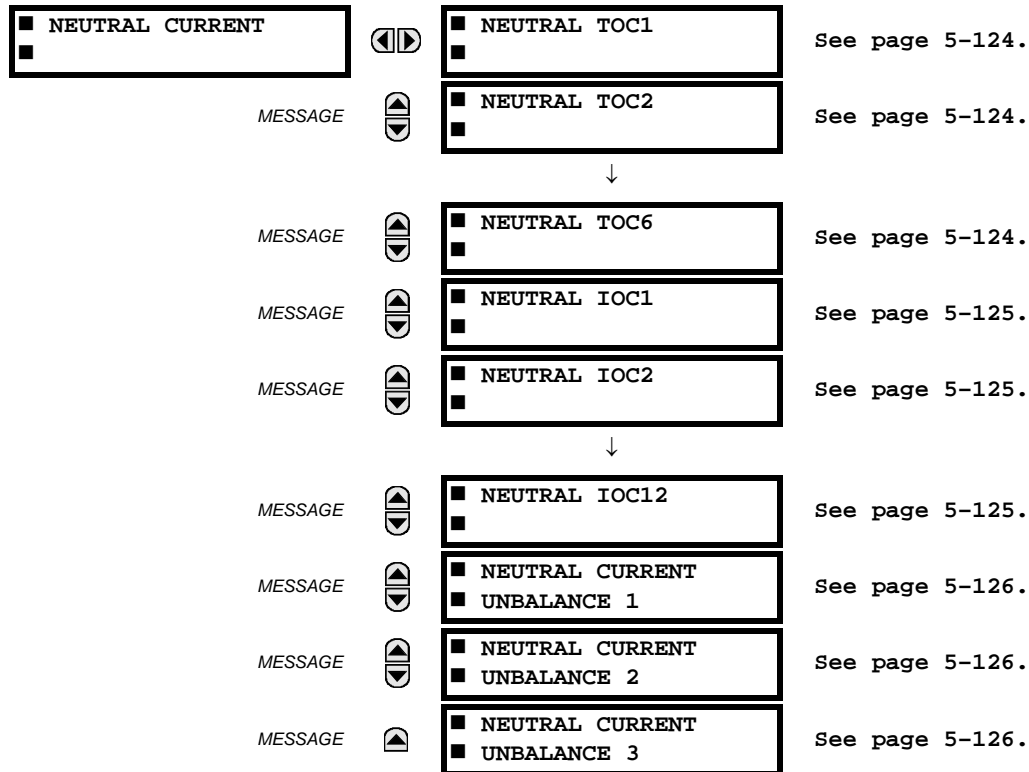 ■ NEUTRAL CURRENT
■
■ NEUTRAL TOC1
■
See page 5–124.
MESSAGE
■ NEUTRAL TOC2
■
See page 5–124.
↓
MESSAGE
■ NEUTRAL TOC6
■
See page 5–124.
MESSAGE
■ NEUTRAL IOC1
■
See page 5–125.
MESSAGE
■ NEUTRAL IOC2
■
See page 5–125.
↓
MESSAGE
■ NEUTRAL IOC12
■
See page 5–125.
MESSAGE
■ NEUTRAL CURRENT
■ UNBALANCE 1
See page 5–126.
MESSAGE
■ NEUTRAL CURRENT
■ UNBALANCE 2
See page 5–126.
MESSAGE
■ NEUTRAL CURRENT
■ UNBALANCE 3
See page 5–126.